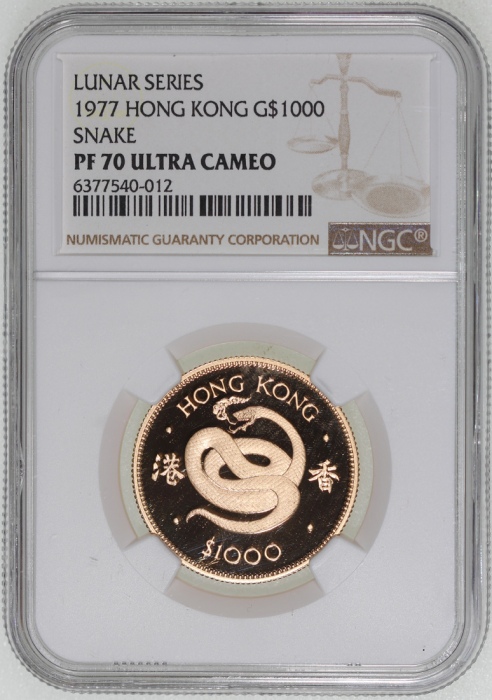 LUNAR SERIES
1977 HONG KONG G$1000
SNAKE
PF 70 ULTRA CAMEO
6377540-012
NUMISMATIC GUARANTY CORPORATION NGC®
HONG KONG
港 香
$1000